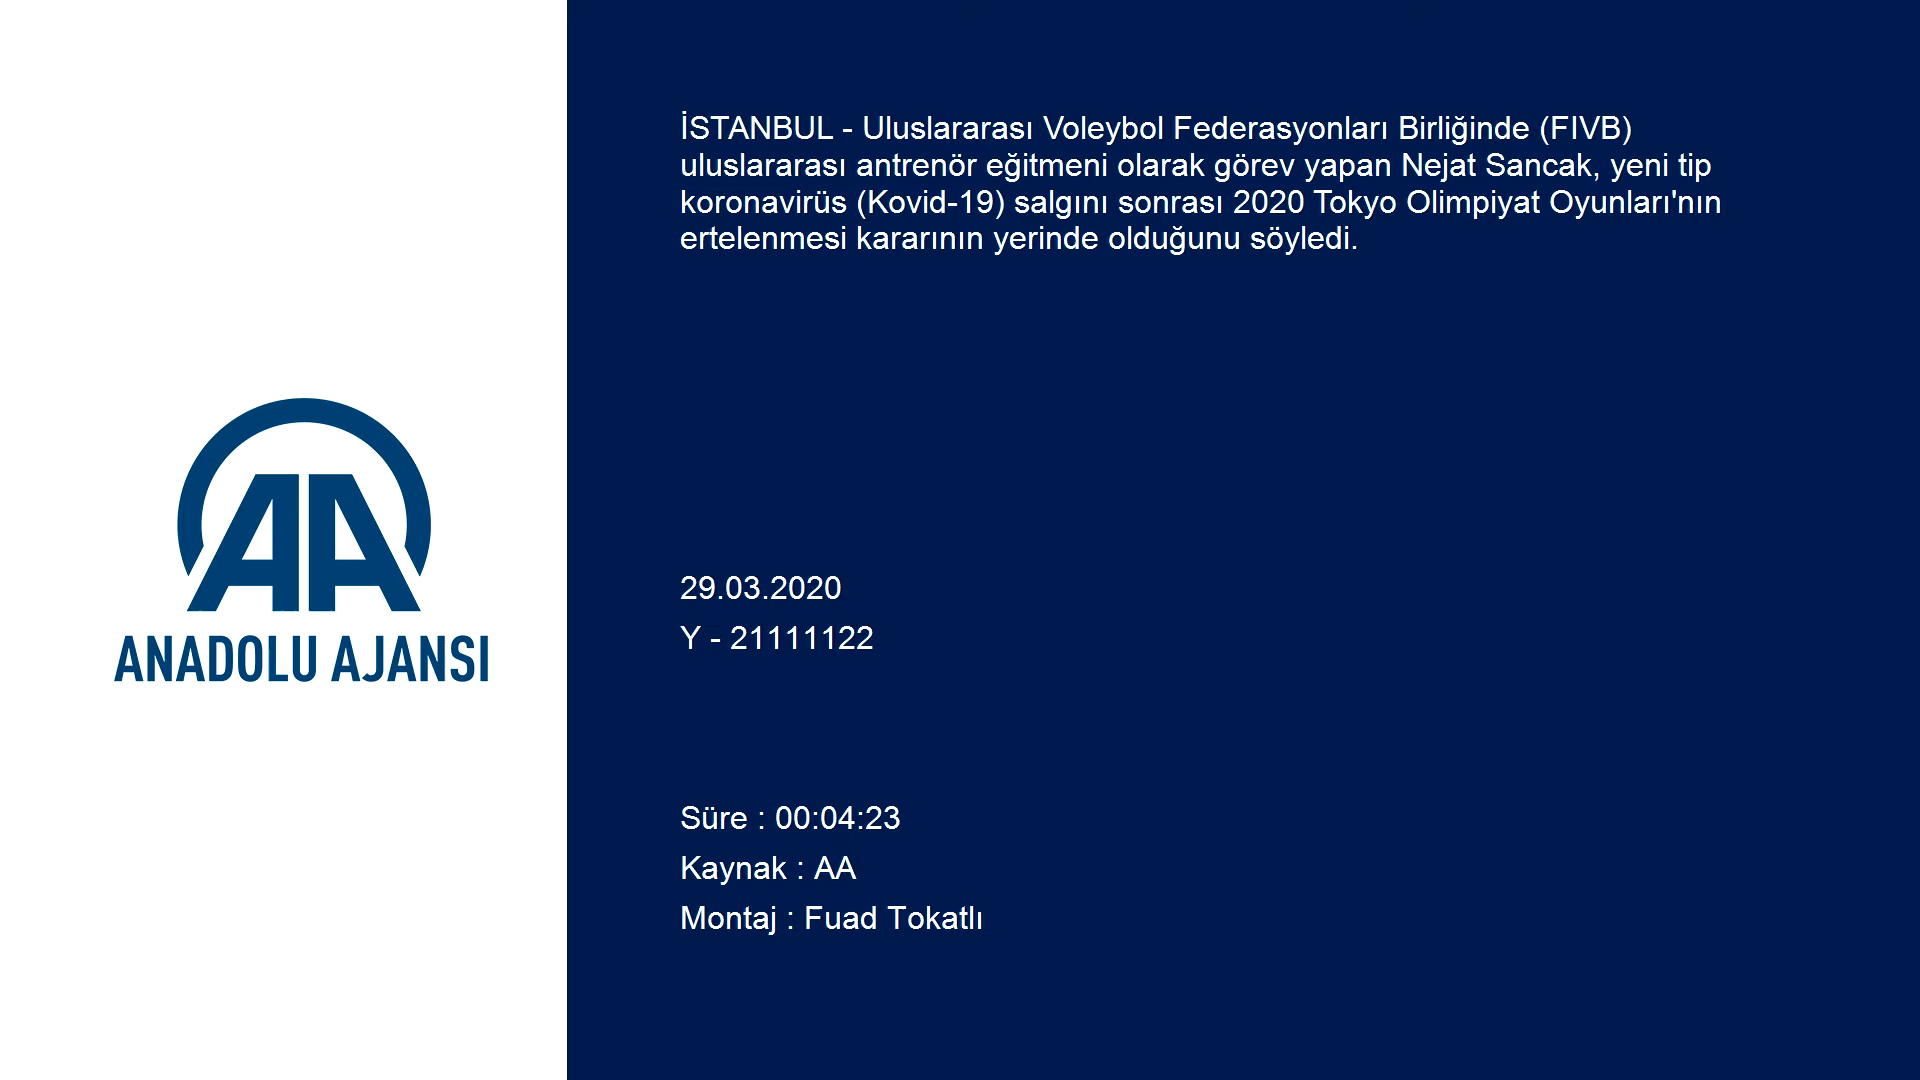 AA
ANADOLU AJANSI
İSTANBUL - Uluslararası Voleybol Federasyonları Birliğinde (FIVB)
uluslararası antrenör eğitmeni olarak görev yapan Nejat Sancak, yeni tip
koronavirüs (Kovid-19) salgını sonrası 2020 Tokyo Olimpiyat Oyunları'nın
ertelenmesi kararının yerinde olduğunu söyledi.
29.03.2020
Y - 21111122
Süre : 00:04:23
Kaynak : AA
Montaj : Fuad Tokatlı